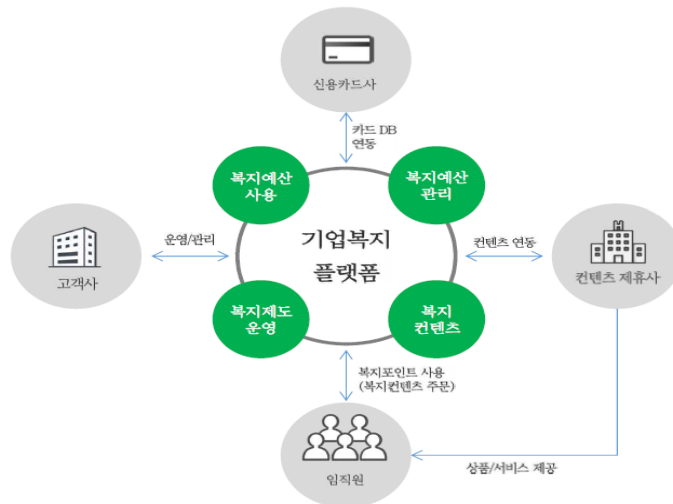 신용카드사
카드 DB
연동
복지예산
사용
복지예산
관리
고객사
운영/관리
기업복지
플랫폼
컨텐츠 연동
컨텐츠 제휴사
복지제도
운영
복지
컨텐츠
복지포인트 사용
(복지컨텐츠 주문)
임직원
상품/서비스 제공